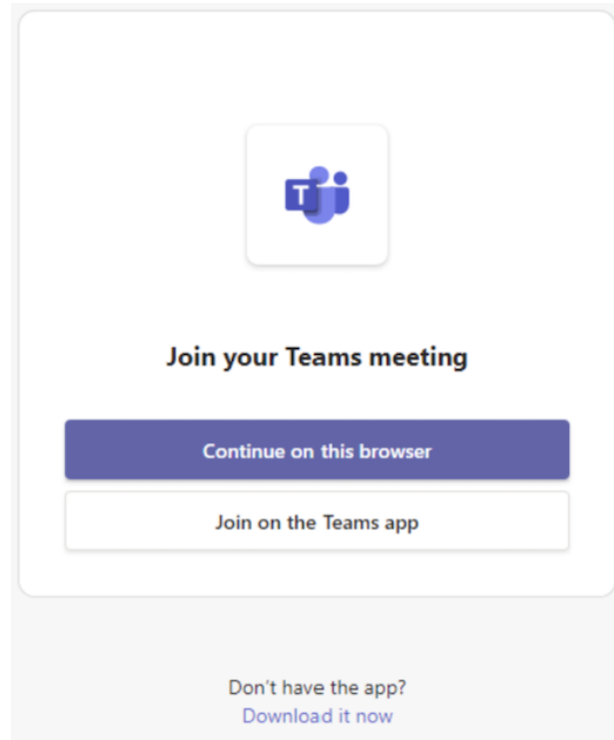 T
Join your Teams meeting
Continue on this browser
Join on the Teams app
Don't have the app?
Download it now